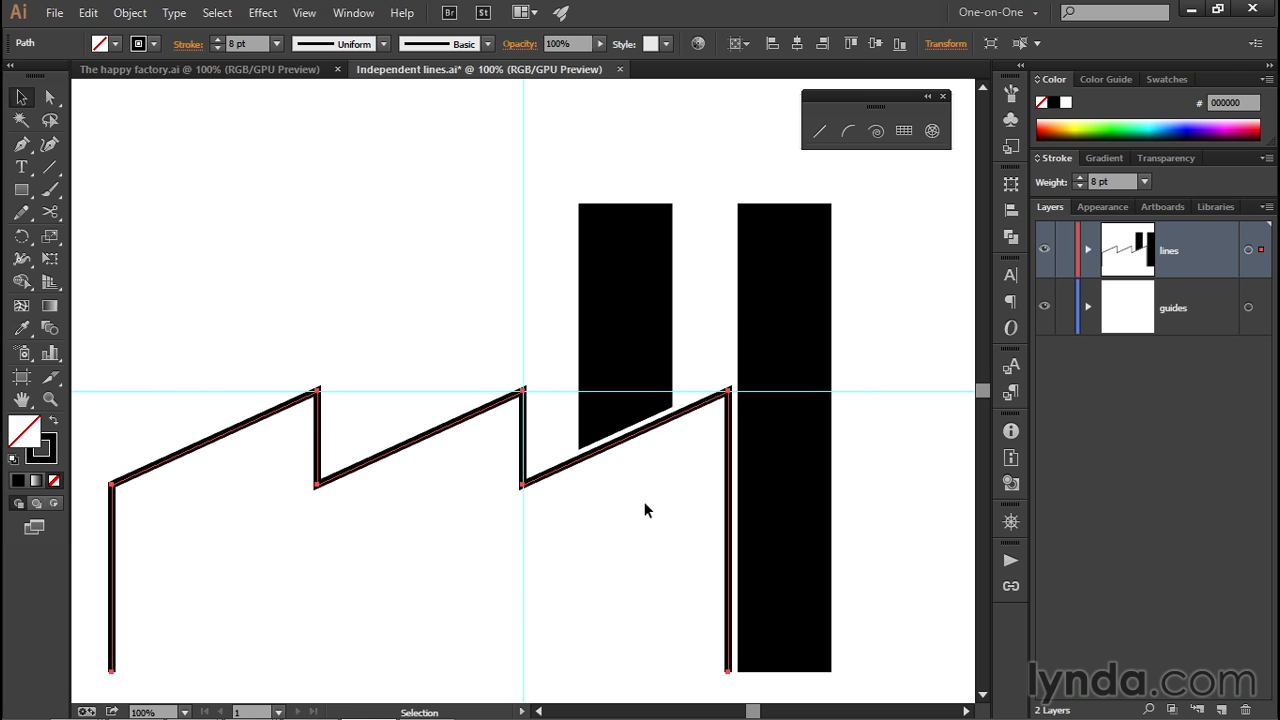 Ai File Edit Object Type Select Effect View Window Help Br St One-on-One
Path Stroke: 8 pt Uniform Basic Opacity: 100% Style: Transform
The happy factory.ai @ 100% (RGB/GPU Preview) × Independent lines.ai* @ 100% (RGB/GPU Preview) ×
Color Color Guide Swatches
# 000000
Stroke Gradient Transparency
Weight: 8 pt
Layers Appearance Artboards Libraries
lines
guides
lynda.com
100% 1 Selection
2 Layers